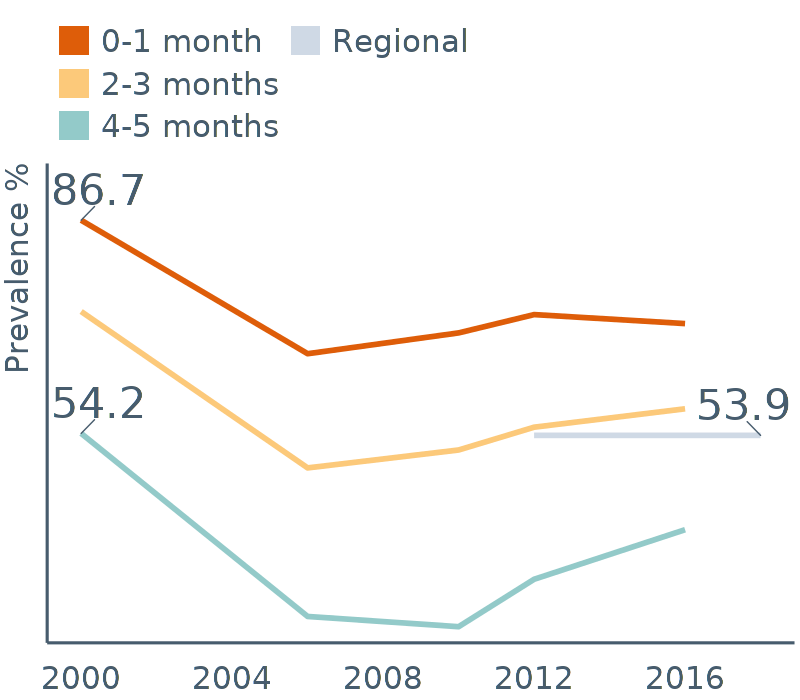 0-1 month
Regional
2-3 months
4-5 months
Prevalence %
86.7
54.2
53.9
2000 2004 2008 2012 2016